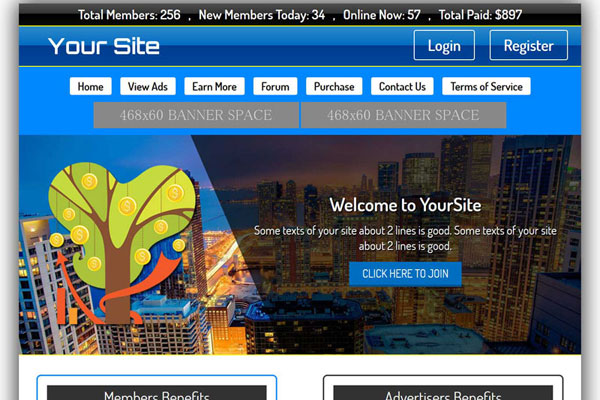 Total Members: 256 , New Members Today: 34 , Online Now: 57 , Total Paid: $897
Your Site
Login
Register
Home
View Ads
Earn More
Forum
Purchase
Contact Us
Terms of Service
468x60 BANNER SPACE
468x60 BANNER SPACE
Welcome to YourSite
Some texts of your site about 2 lines is good. Some texts of your site
about 2 lines is good.
CLICK HERE TO JOIN
Members Benefits
Advertisers Benefits